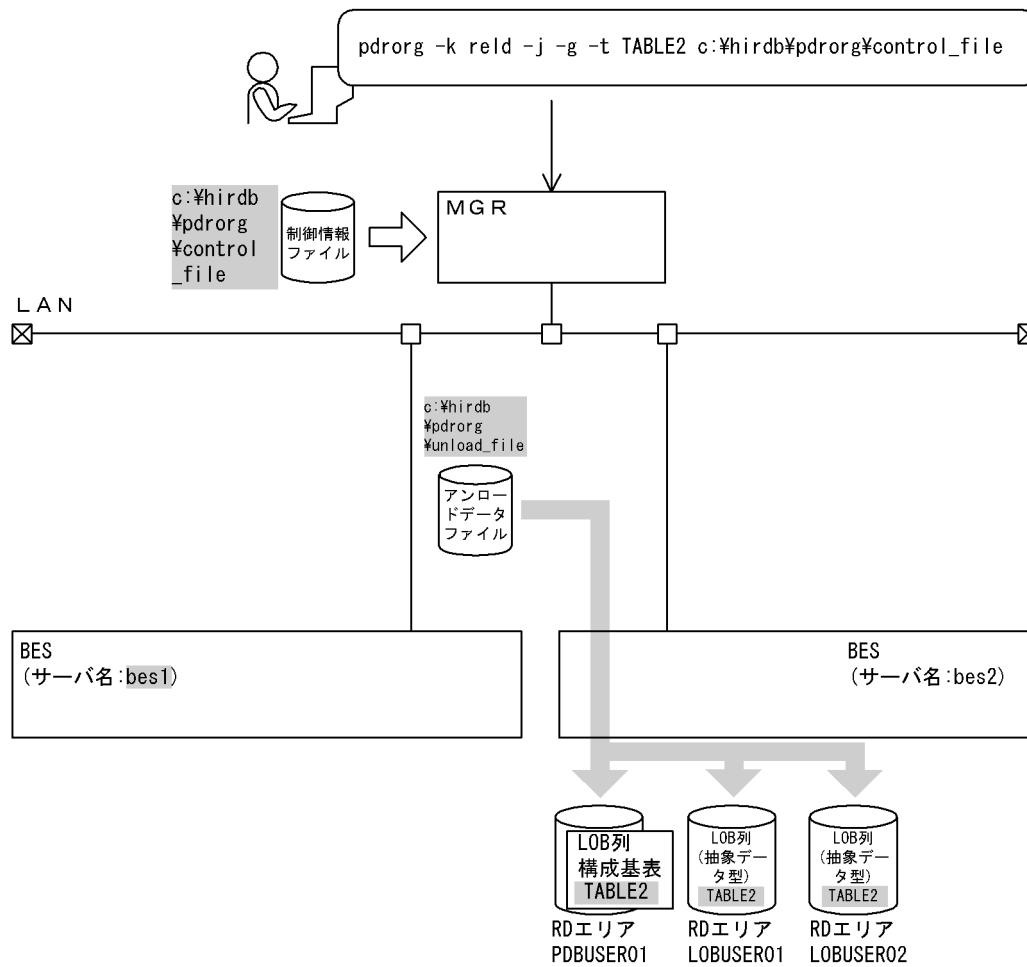 pdrorg -k reld -j -g -t TABLE2 c:¥hirdb¥pdrorg¥control_file
c:¥hirdb
¥pdrorg
¥control
_file
制御情報
ファイル
ＭＧＲ
ＬＡＮ
c:¥hirdb
¥pdrorg
¥unload_file
アンロー
ドデータ
ファイル
BES
(サーバ名:bes1)
BES
(サーバ名:bes2)
LOB列
構成基表
TABLE2
LOB列
(抽象デー
タ型)
TABLE2
LOB列
(抽象デー
タ型)
TABLE2
RDエリア
PDBUSER01
RDエリア
LOBUSER01
RDエリア
LOBUSER02